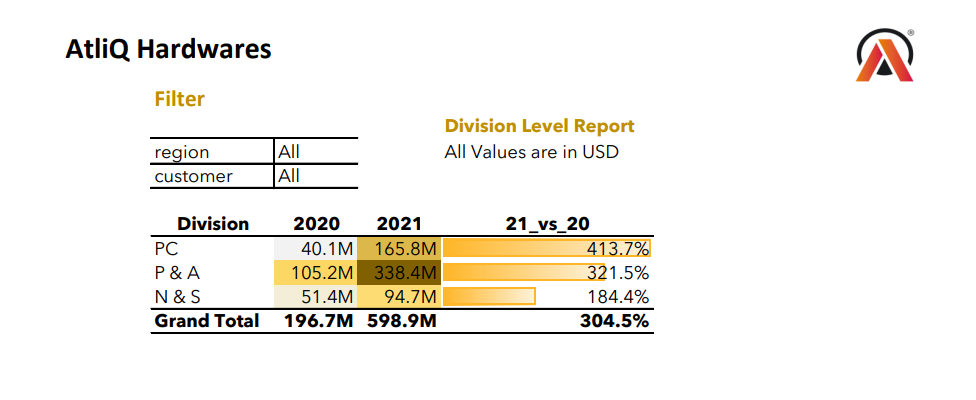 AtliQ Hardwares
®
Filter
Division Level Report
region All
All Values are in USD
customer All
Division 2020 2021 21_vs_20
PC 40.1M 165.8M 413.7%
P & A 105.2M 338.4M 321.5%
N & S 51.4M 94.7M 184.4%
Grand Total 196.7M 598.9M 304.5%